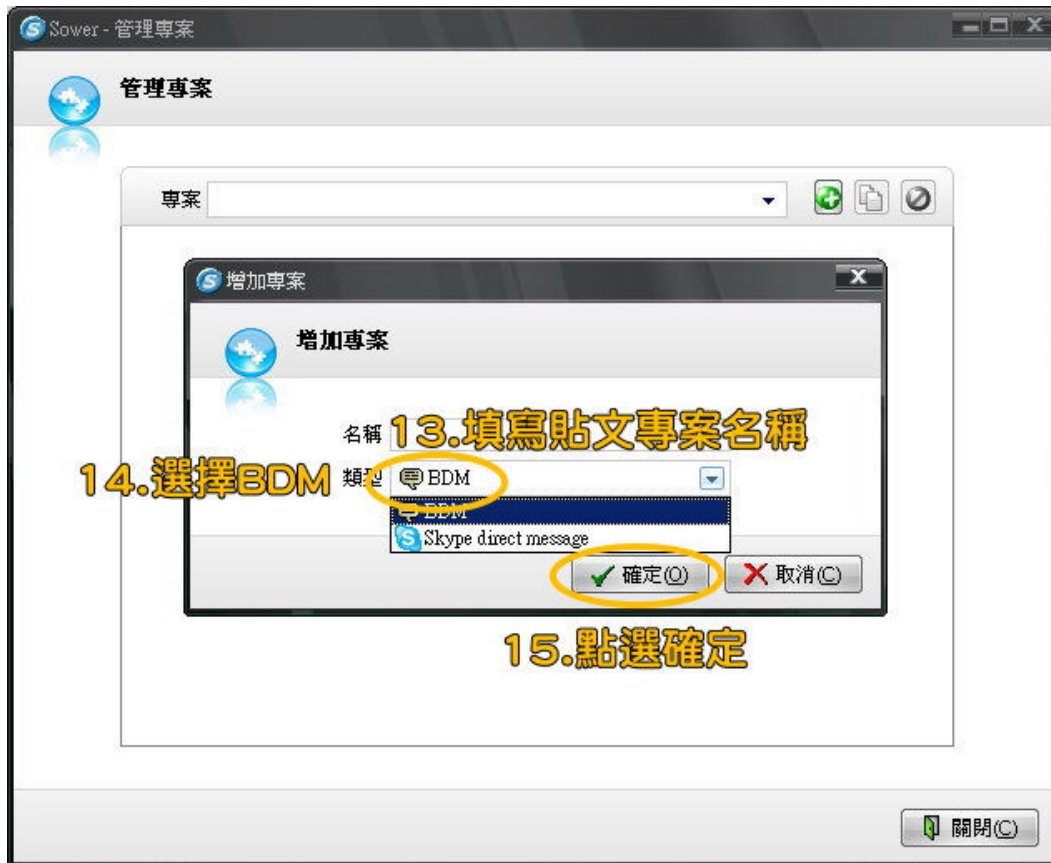 Sower - 管理專案
管理專案
專案
增加專案
增加專案
名稱 13.填寫貼文專案名稱
14.選擇BDM 類型 BDM
BDM
Skype direct message
確定(O) 取消(C)
15.點選確定
關閉(C)